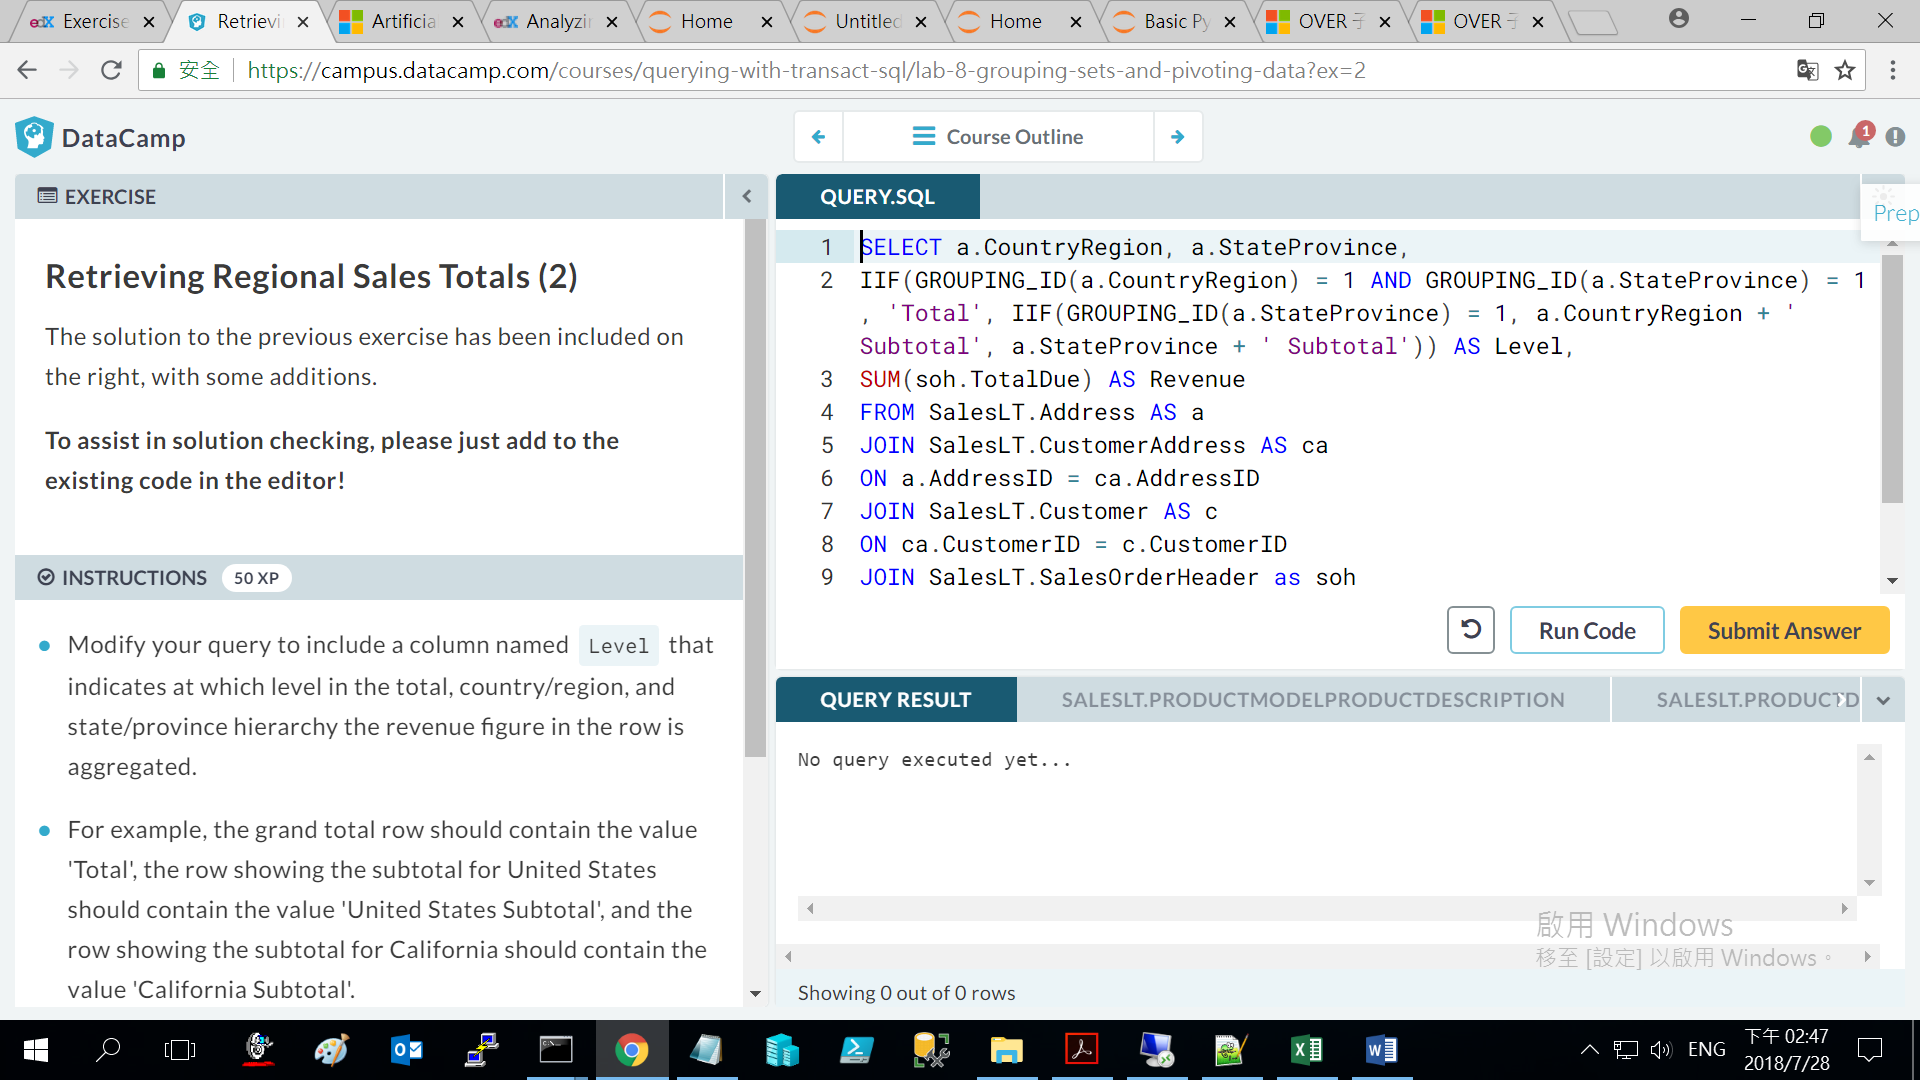 Exercise
Retrievi
Artificia
edX Analyzin
Home
Untitled
Home
Basic Py
OVER 子
OVER 子
安全
https://campus.datacamp.com/courses/querying-with-transact-sql/lab-8-grouping-sets-and-pivoting-data?ex=2
DataCamp
Course Outline
1
EXERCISE
Retrieving Regional Sales Totals (2)
The solution to the previous exercise has been included on
the right, with some additions.
To assist in solution checking, please just add to the
existing code in the editor!
INSTRUCTIONS 50 XP
Modify your query to include a column named Level that
indicates at which level in the total, country/region, and
state/province hierarchy the revenue figure in the row is
aggregated.
For example, the grand total row should contain the value
'Total', the row showing the subtotal for United States
should contain the value 'United States Subtotal', and the
row showing the subtotal for California should contain the
value 'California Subtotal'.
QUERY.SQL
Prep
1 SELECT a.CountryRegion, a.StateProvince,
2 IIF(GROUPING_ID(a.CountryRegion) = 1 AND GROUPING_ID(a.StateProvince) = 1
, 'Total', IIF(GROUPING_ID(a.StateProvince) = 1, a.CountryRegion + '
Subtotal', a.StateProvince + ' Subtotal')) AS Level,
3 SUM(soh.TotalDue) AS Revenue
4 FROM SalesLT.Address AS a
5 JOIN SalesLT.CustomerAddress AS ca
6 ON a.AddressID = ca.AddressID
7 JOIN SalesLT.Customer AS c
8 ON ca.CustomerID = c.CustomerID
9 JOIN SalesLT.SalesOrderHeader as soh
Run Code
Submit Answer
QUERY RESULT
SALESLT.PRODUCTMODELPRODUCTDESCRIPTION
SALESLT.PRODUCTD
No query executed yet...
Showing 0 out of 0 rows
啟用 Windows
移至 [設定] 以啟用 Windows。
ENG
下午 02:47
2018/7/28